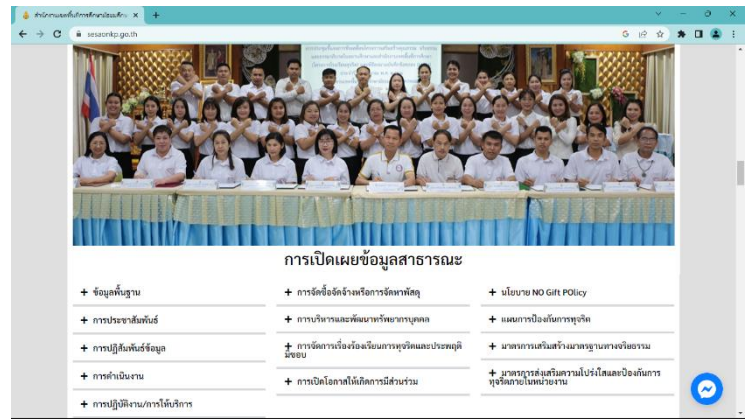 สำนักงานเขตพื้นที่การศึกษามัธยมศึกษ
sesaonkp.go.th
การเปิดเผยข้อมูลสาธารณะ
+ ข้อมูลพื้นฐาน
+ การประชาสัมพันธ์
+ การปฏิสัมพันธ์ข้อมูล
+ การดำเนินงาน
+ การปฏิบัติงาน/การให้บริการ
+ การจัดซื้อจัดจ้างหรือการจัดหาพัสดุ
+ การบริหารและพัฒนาทรัพยากรบุคคล
+ การจัดการเรื่องร้องเรียนการทุจริตและประพฤติ
มิชอบ
+ การเปิดโอกาสให้เกิดการมีส่วนร่วม
+ นโยบาย NO Gift POlicy
+ แผนการป้องกันการทุจริต
+ มาตรการเสริมสร้างมาตรฐานทางจริยธรรม
+ มาตรการส่งเสริมความโปร่งใสและป้องกันการ
ทุจริตภายในหน่วยงาน